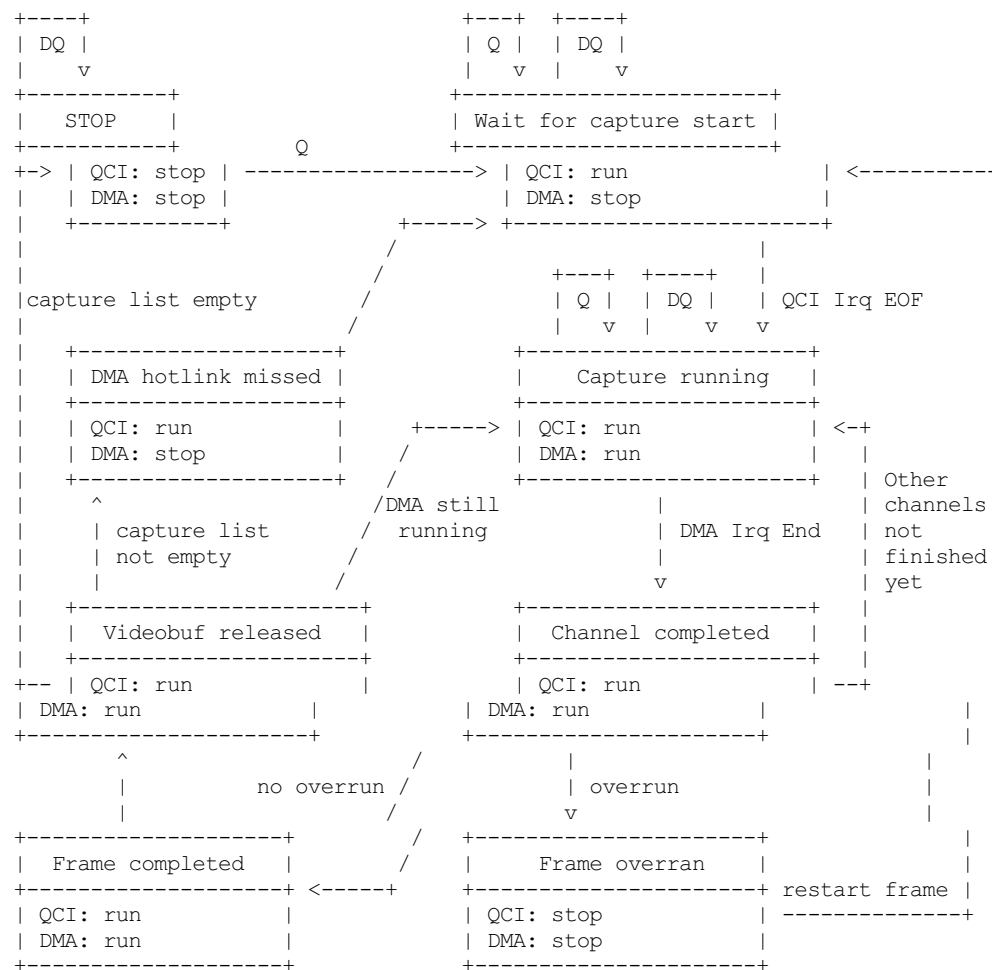 +----+                             +---+  +----+
| DQ |                             | Q |  | DQ |
|    v                             |   v  |    v
+-----------+                     +------------------------+
|   STOP    |                     | Wait for capture start |
+-----------+         Q           +------------------------+
+-> | QCI: stop | ------------------> | QCI: run               | <------------
|   | DMA: stop |                     | DMA: stop              |
|   +-----------+             +-----> +------------------------+
|                            /                            |
|                           /             +---+  +----+   |
|capture list empty        /              | Q |  | DQ |   | QCI Irq EOF
|                         /               |   v  |    v   v
|   +--------------------+             +----------------------+
|   | DMA hotlink missed |             |    Capture running   |
|   +--------------------+             +----------------------+
|   | QCI: run           |     +-----> | QCI: run             | <-+
|   | DMA: stop          |    /        | DMA: run             |   |
|   +--------------------+   /         +----------------------+   | Other
|     ^                     /DMA still            |               | channels
|     | capture list       /  running             | DMA Irq End   | not
|     | not empty         /                       |               | finished
|     |                  /                        v               | yet
|   +----------------------+           +----------------------+   |
|   |  Videobuf released   |           |  Channel completed   |   |
|   +----------------------+           +----------------------+   |
+-- | QCI: run             |           | QCI: run             | --+
| DMA: run             |           | DMA: run             |               |
+----------------------+           +----------------------+               |
        ^                      /           |                           |
        |          no overrun /            | overrun                   |
        |                    /             v                           |
+--------------------+         /   +----------------------+               |
|  Frame completed   |        /    |     Frame overran    |               |
+--------------------+ <-----+     +----------------------+ restart frame |
| QCI: run           |             | QCI: stop            | --------------+
| DMA: run           |             | DMA: stop            |
+--------------------+             +----------------------+